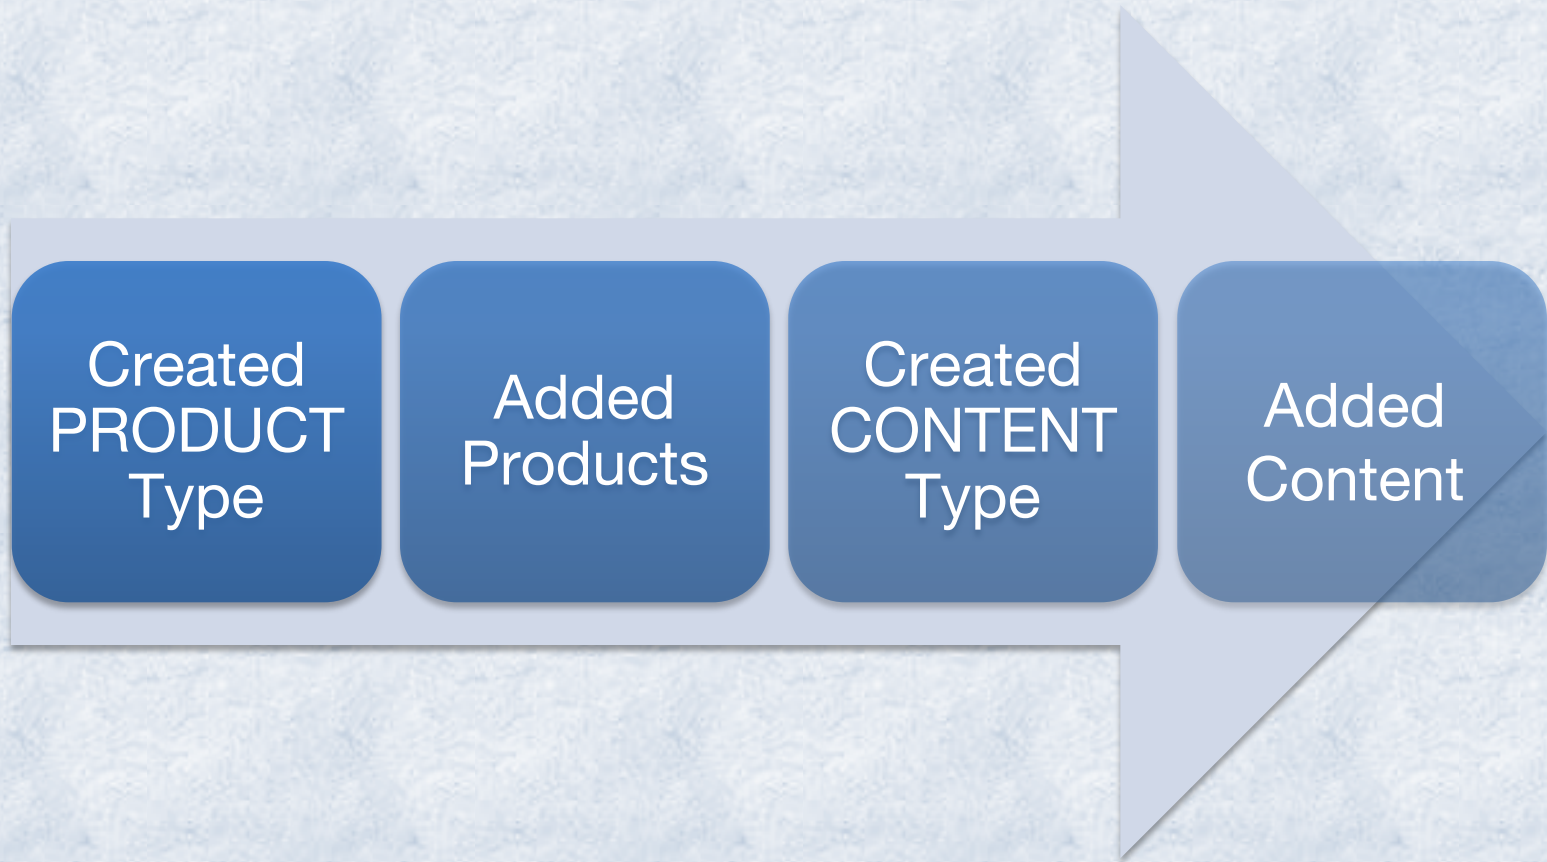 Created
PRODUCT
Type
Added
Products
Created
CONTENT
Type
Added
Content